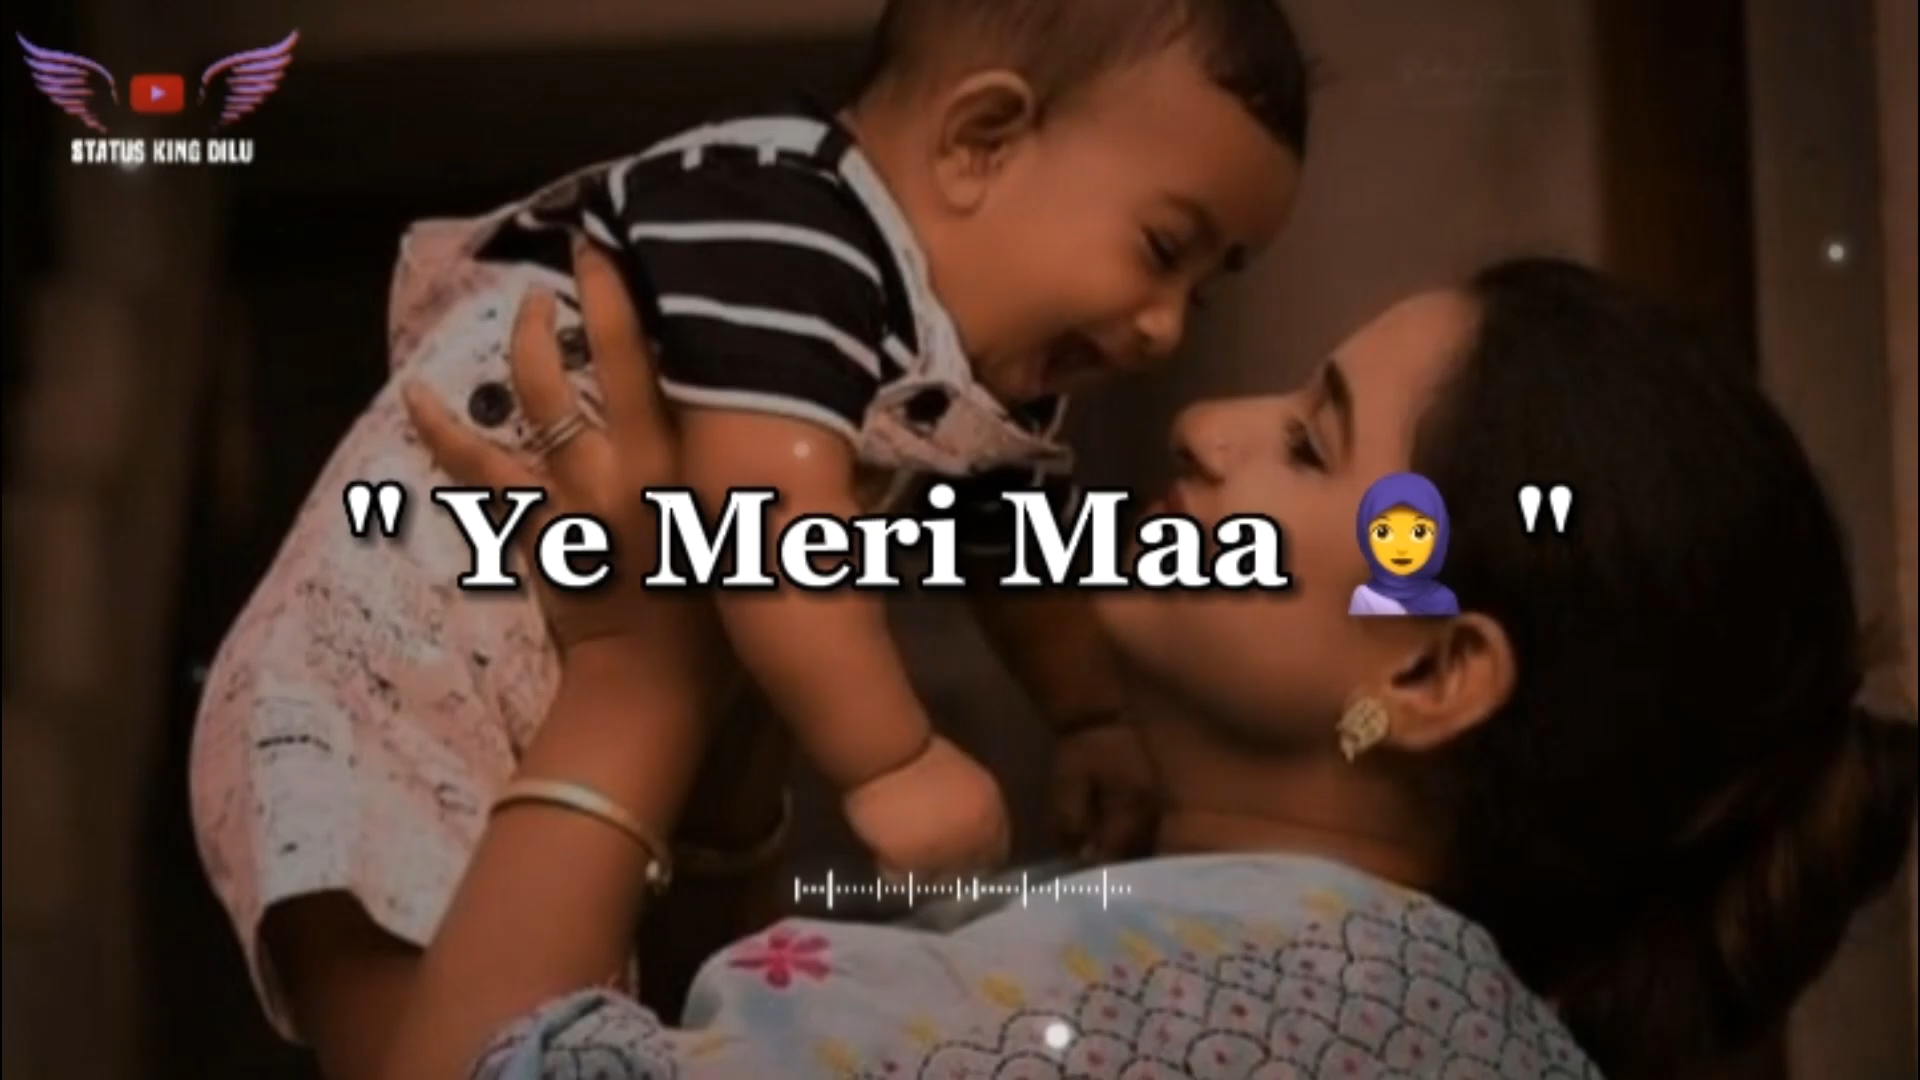 STATUS KING DILU
" Ye Meri Maa 🧕 "